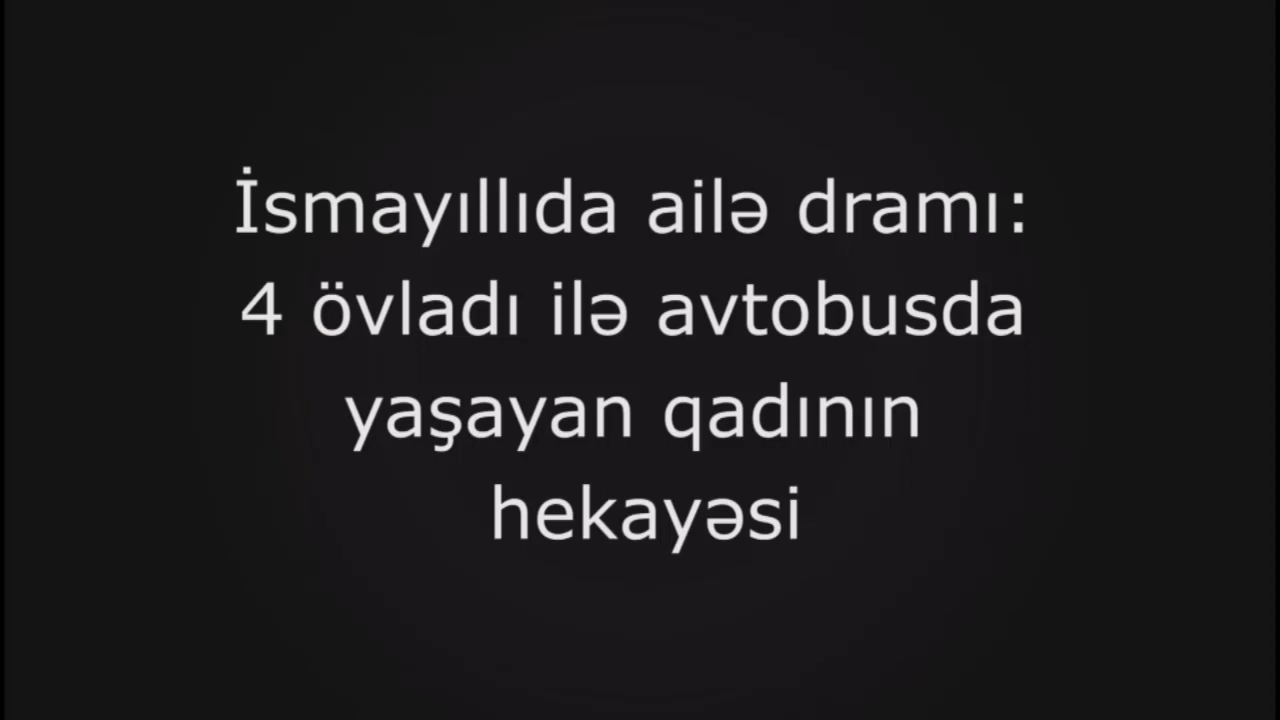 İsmayıllıda ailə dramı:
4 övladı ilə avtobusda
yaşayan qadının
hekayəsi